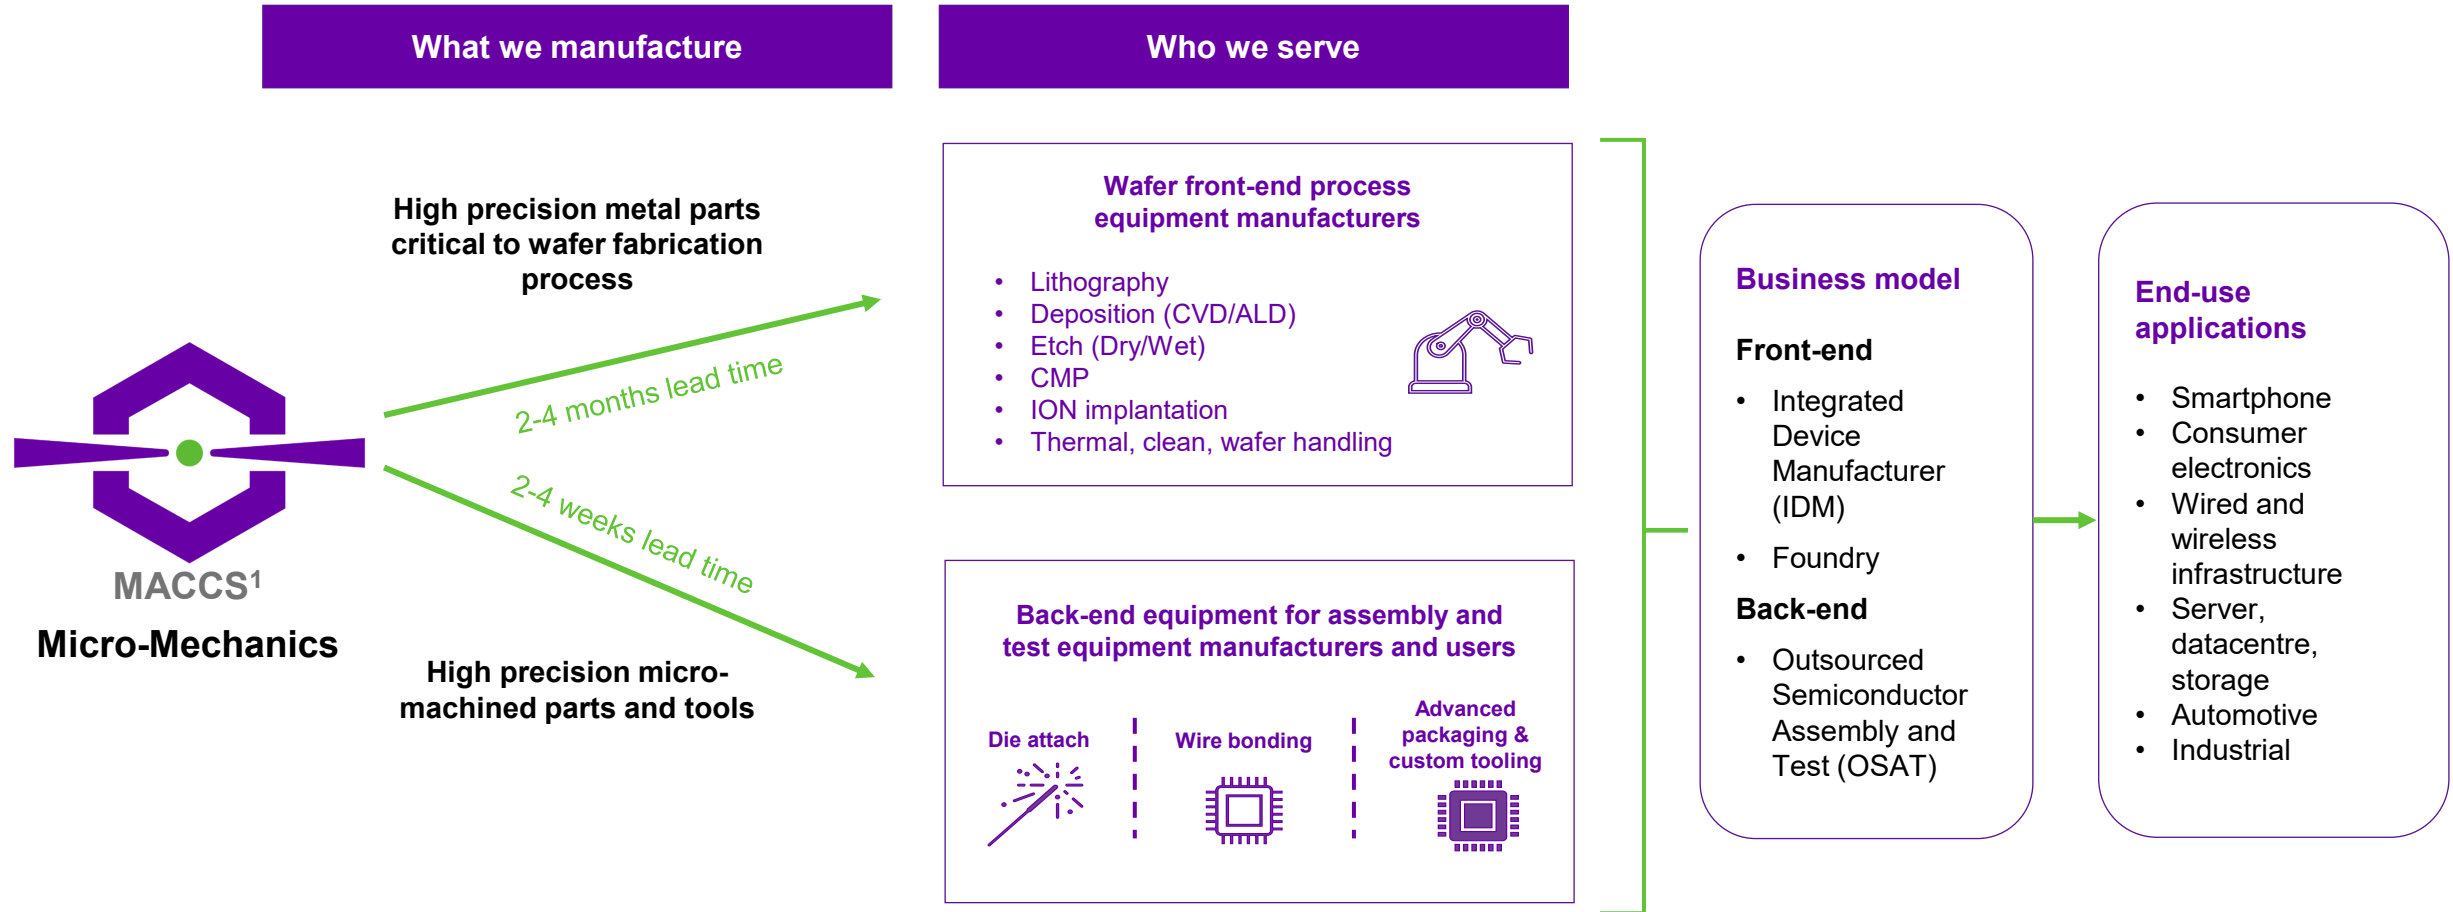 What we manufacture
Who we serve
High precision metal parts
critical to wafer fabrication
process
2-4 months lead time
2-4 weeks lead time
MACCS¹
Micro-Mechanics
High precision micro-
machined parts and tools
Wafer front-end process
equipment manufacturers
• Lithography
• Deposition (CVD/ALD)
• Etch (Dry/Wet)
• CMP
• ION implantation
• Thermal, clean, wafer handling
Back-end equipment for assembly and
test equipment manufacturers and users
Die attach
Wire bonding
Advanced
packaging &
custom tooling
Business model
Front-end
• Integrated
Device
Manufacturer
(IDM)
• Foundry
Back-end
• Outsourced
Semiconductor
Assembly and
Test (OSAT)
End-use
applications
• Smartphone
• Consumer
electronics
• Wired and
wireless
infrastructure
• Server,
datacentre,
storage
• Automotive
• Industrial